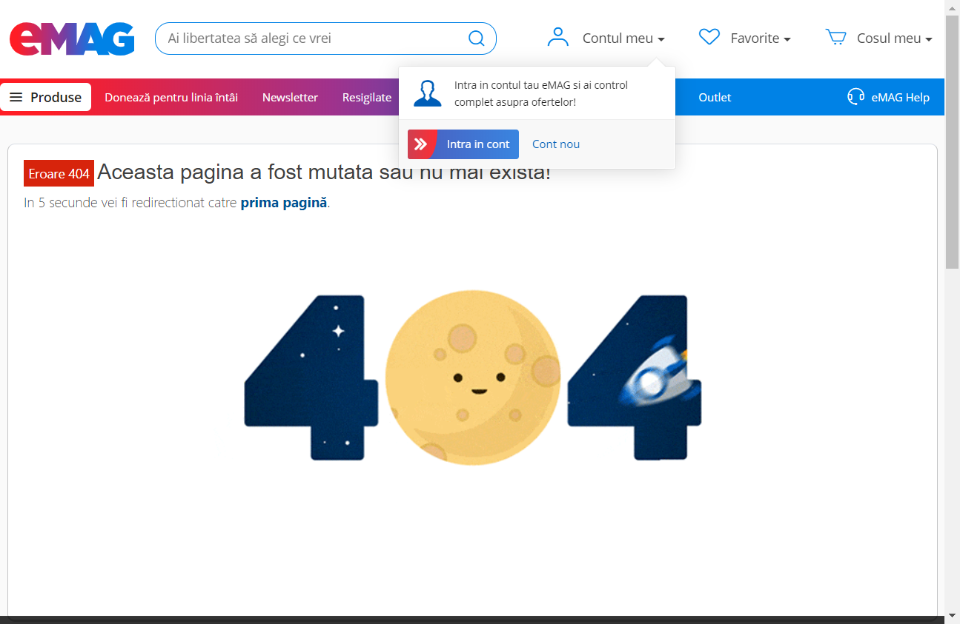 eMAG
Ai libertatea să alegi ce vrei
Contul meu
Favorite
Cosul meu
Produse
Donează pentru linia întâi
Newsletter
Resigilate
Outlet
eMAG Help
Intra in contul tau eMAG si ai control
complet asupra ofertelor!
Intra in cont
Cont nou
Eroare 404 Aceasta pagina a fost mutata sau nu mai exista!
In 5 secunde vei fi redirectionat catre prima pagină.
404